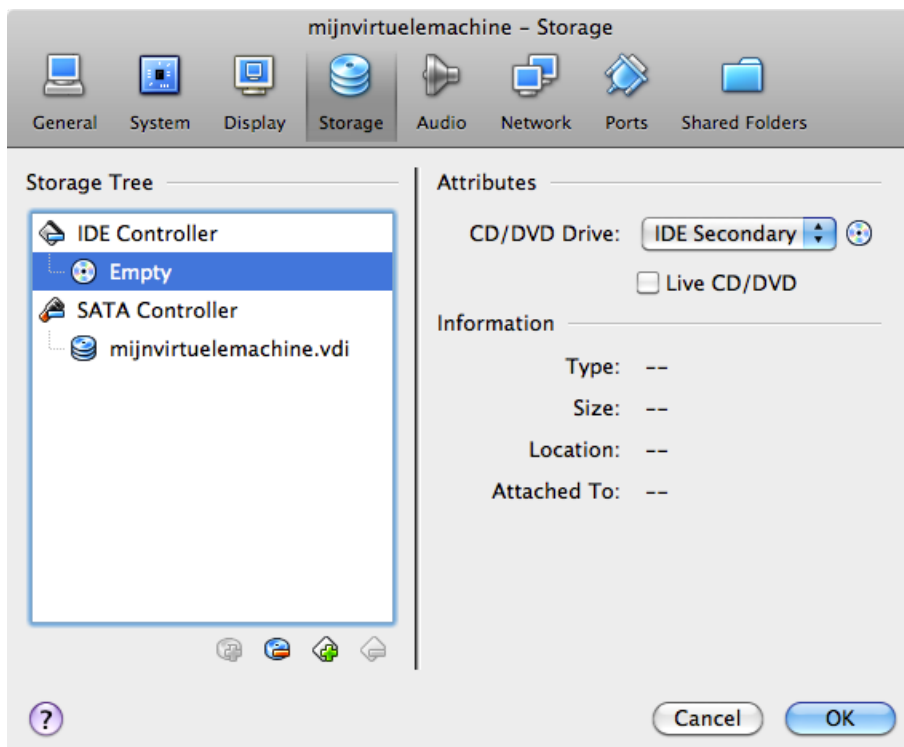 mijnvirtuelemachine – Storage
General System Display Storage Audio Network Ports Shared Folders
Storage Tree
IDE Controller
Empty
SATA Controller
mijnvirtuelemachine.vdi
Attributes
CD/DVD Drive: IDE Secondary
Live CD/DVD
Information
Type: --
Size: --
Location: --
Attached To: --
? Cancel OK